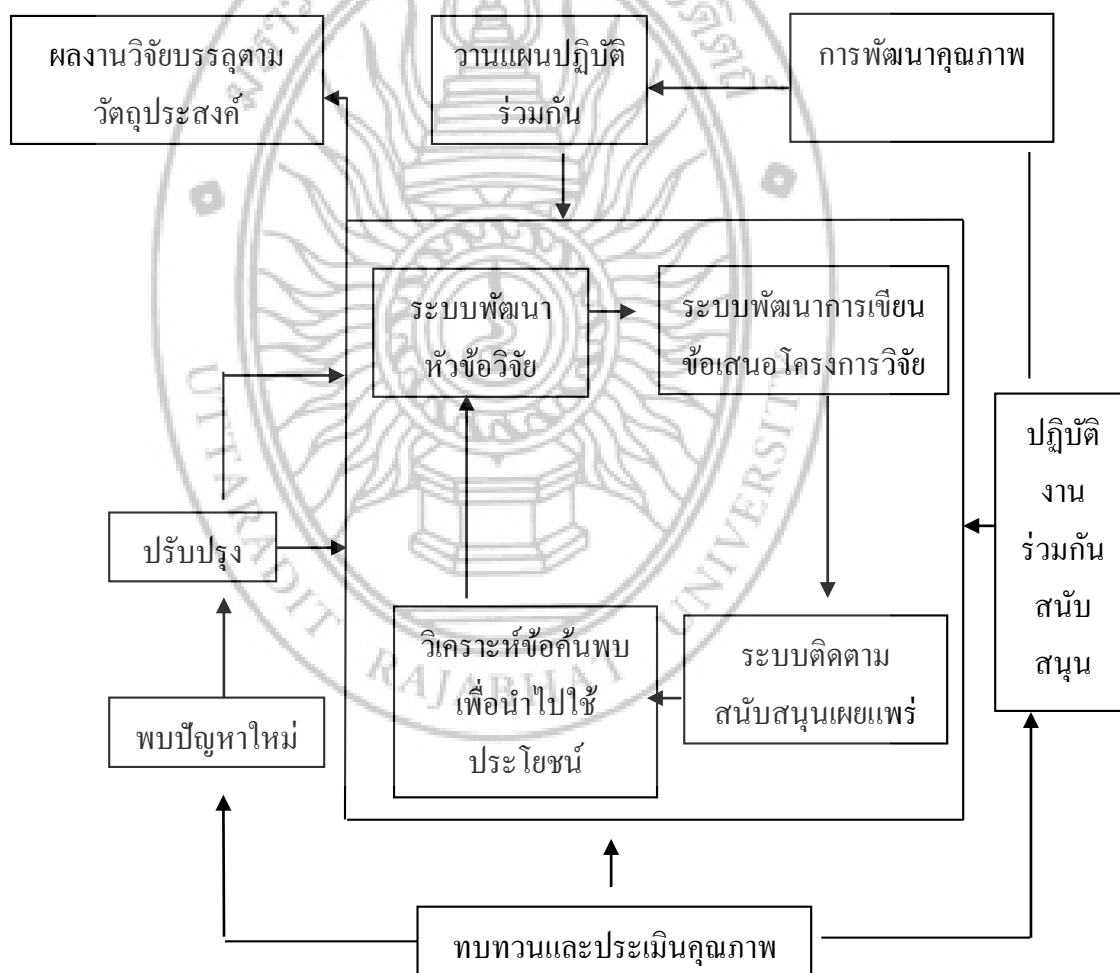 ผลงานวิจัยบรรลุตาม
วัตถุประสงค์
วานแผนปฏิบัติ
ร่วมกัน
การพัฒนาคุณภาพ
ระบบพัฒนา
หัวข้อวิจัย
ระบบพัฒนาการเขียน
ข้อเสนอโครงการวิจัย
ปฏิบัติ
งาน
ร่วมกัน
สนับ
สนุน
ปรับปรุง
วิเคราะห์ข้อค้นพบ
เพื่อนำไปใช้
ประโยชน์
ระบบติดตาม
สนับสนุนเผยแพร่
พบปัญหาใหม่
ทบทวนและประเมินคุณภาพ
UTTARADIT RAJABHAT UNIVERSITY